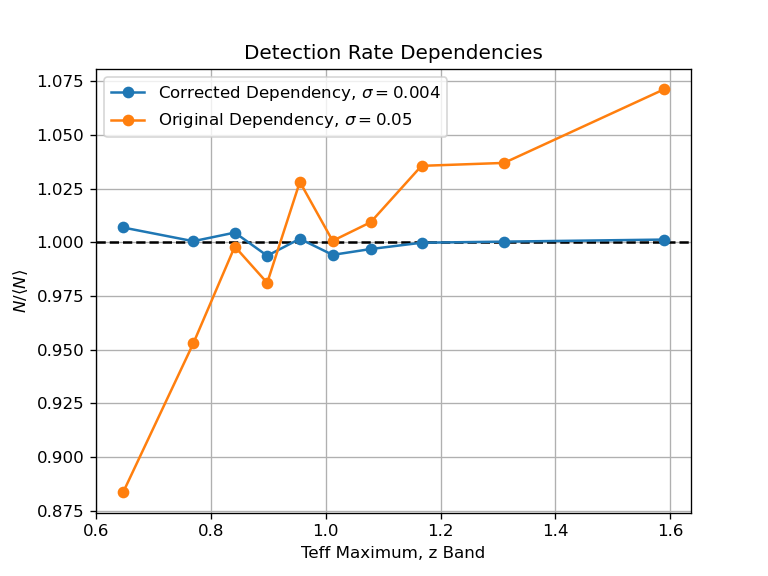 Detection Rate Dependencies
Corrected Dependency, σ = 0.004
Original Dependency, σ = 0.05
1.075
1.050
1.025
1.000
0.975
0.950
0.925
0.900
0.875
N/⟨N⟩
0.6 0.8 1.0 1.2 1.4 1.6
Teff Maximum, z Band